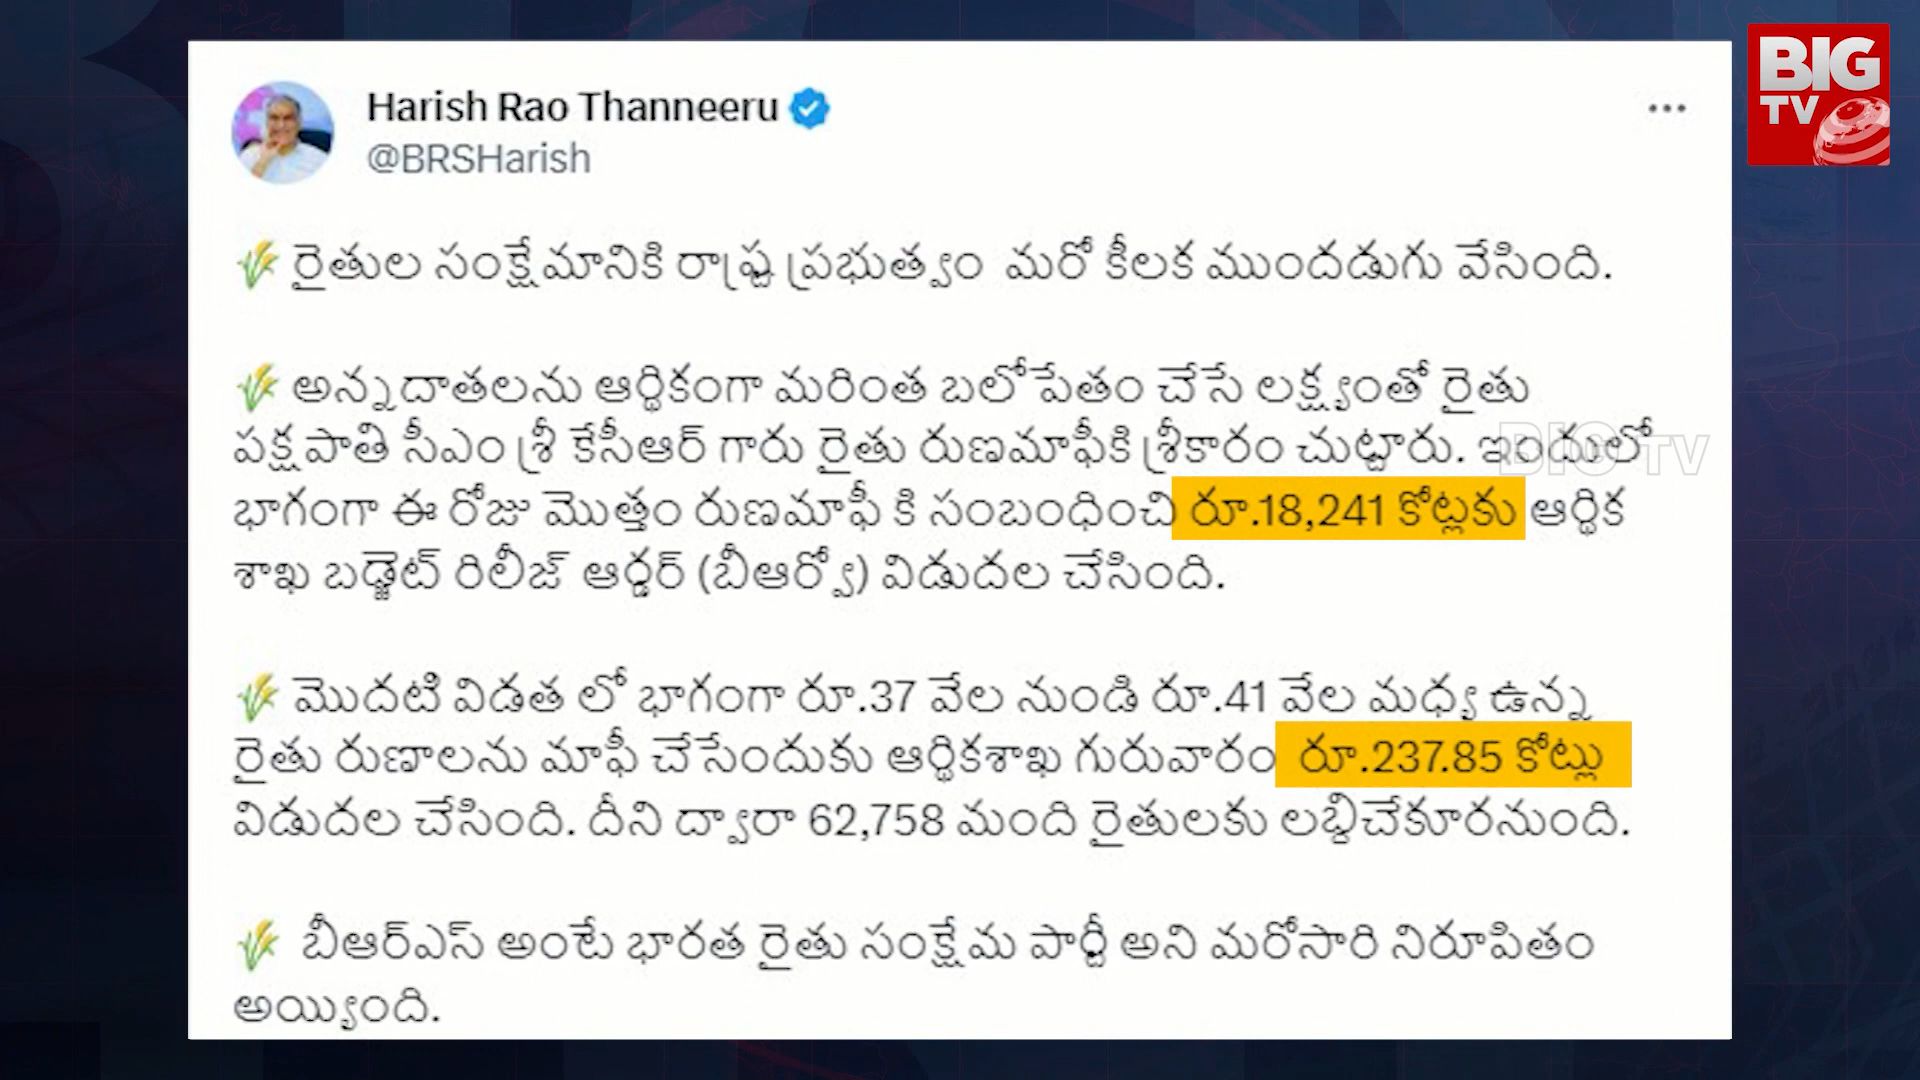 BIG
TV
Harish Rao Thanneeru
@BRSHarish
రైతుల సంక్షేమానికి రాష్ట్ర ప్రభుత్వం మరో కీలక ముందడుగు వేసింది.
అన్నదాతలను ఆర్థికంగా మరింత బలోపేతం చేసే లక్ష్యంతో రైతు
పక్షపాతి సీఎం శ్రీ కేసీఆర్ గారు రైతు రుణమాఫీకి శ్రీకారం చుట్టారు. ఇందులో
BIG TV
భాగంగా ఈ రోజు మొత్తం రుణమాఫీ కి సంబంధించి రూ.18,241 కోట్లకు ఆర్థిక
శాఖ బడ్జెట్ రిలీజ్ ఆర్డర్ (బీఆర్వో) విడుదల చేసింది.
మొదటి విడత లో భాగంగా రూ.37 వేల నుండి రూ.41 వేల మధ్య ఉన్న
రైతు రుణాలను మాఫీ చేసేందుకు ఆర్థికశాఖ గురువారం రూ.237.85 కోట్లు
విడుదల చేసింది. దీని ద్వారా 62,758 మంది రైతులకు లబ్ధిచేకూరనుంది.
బీఆర్ఎస్ అంటే భారత రైతు సంక్షేమ పార్టీ అని మరోసారి నిరూపితం
అయ్యింది.